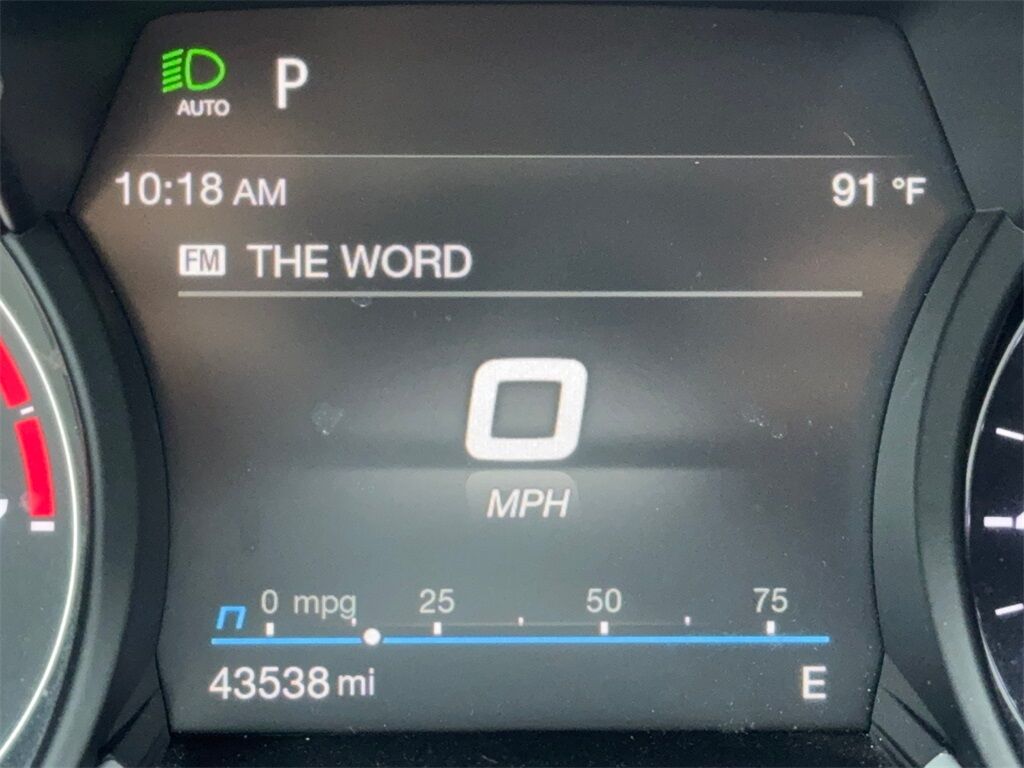 AUTO P
10:18 AM 91 °F
FM THE WORD
0
MPH
n 0 mpg 25 50 75
43538 mi E